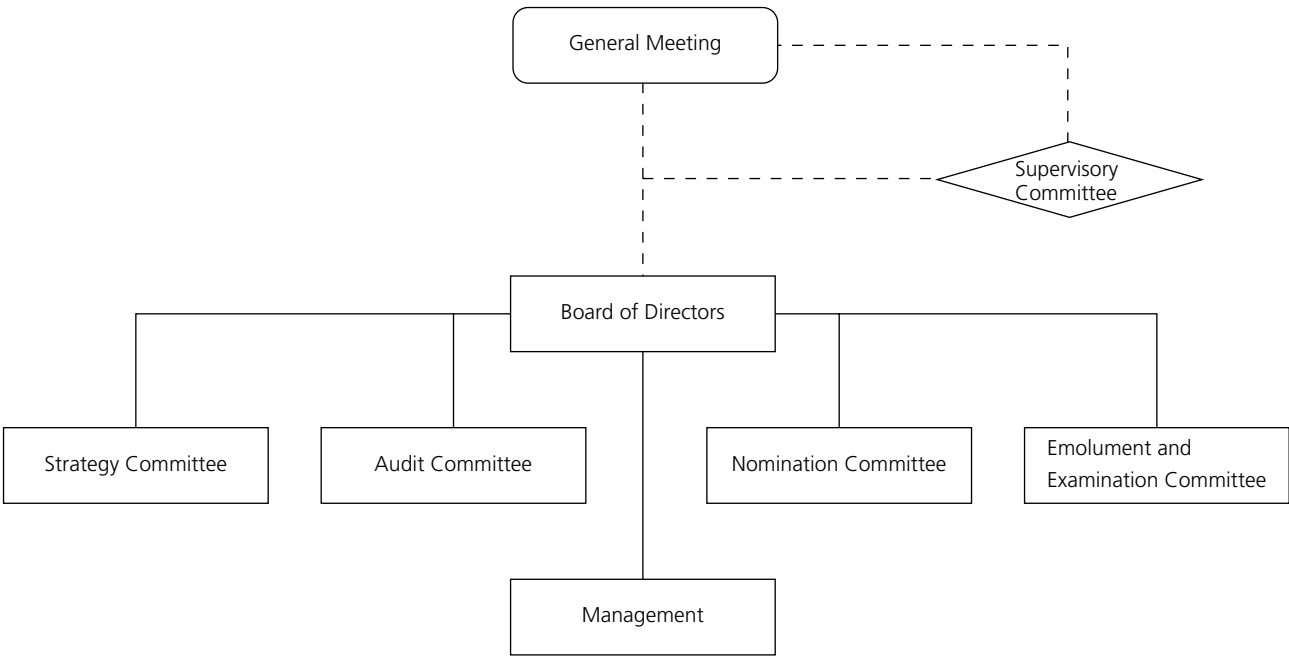 General Meeting
Supervisory
Committee
Board of Directors
Strategy Committee
Audit Committee
Nomination Committee
Emolument and
Examination Committee
Management